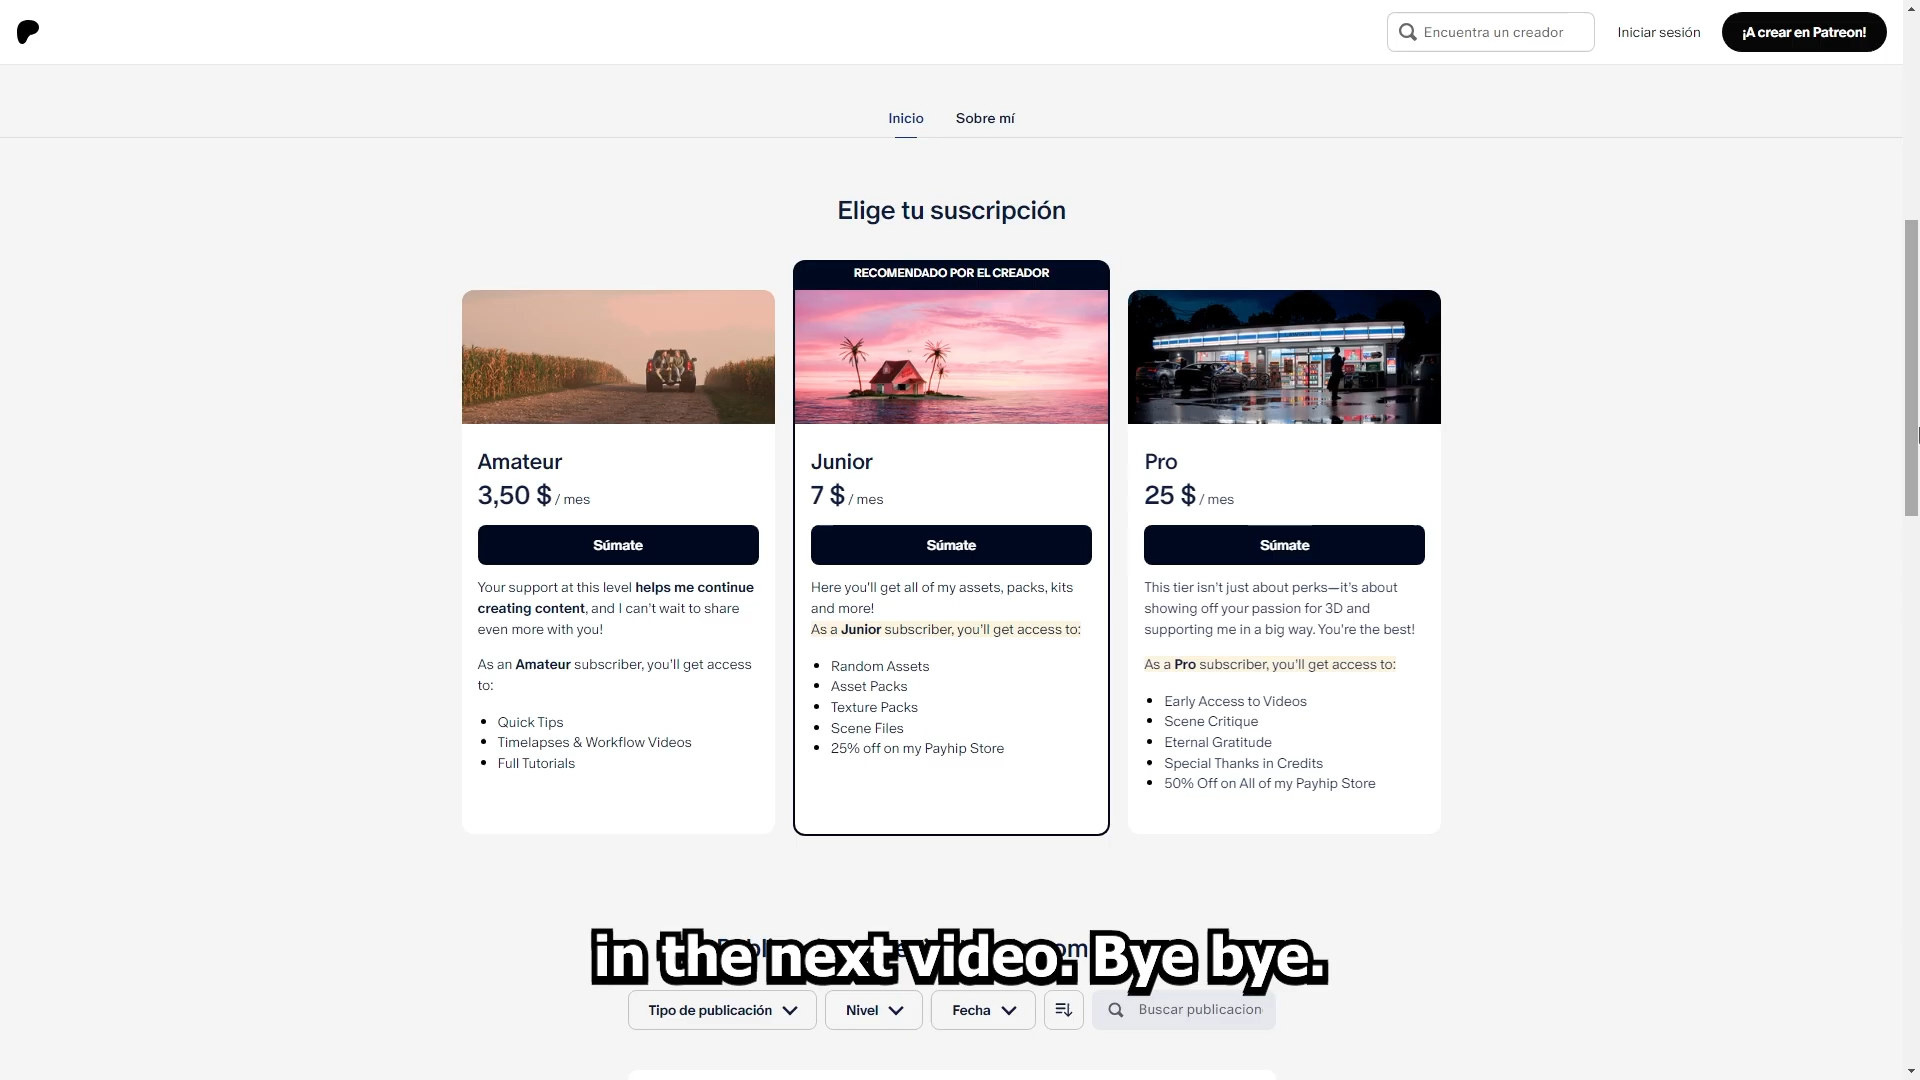 Encuentra un creador
Iniciar sesión
¡A crear en Patreon!
Inicio
Sobre mí
Elige tu suscripción
RECOMENDADO POR EL CREADOR
Amateur
3,50 $ / mes
Súmate
Your support at this level helps me continue
creating content, and I can't wait to share
even more with you!
As an Amateur subscriber, you'll get access
to:
Quick Tips
Timelapses & Workflow Videos
Full Tutorials
Junior
7 $ / mes
Súmate
Here you'll get all of my assets, packs, kits
and more!
As a Junior subscriber, you'll get access to:
Random Assets
Asset Packs
Texture Packs
Scene Files
25% off on my Payhip Store
Pro
25 $ / mes
Súmate
This tier isn't just about perks—it's about
showing off your passion for 3D and
supporting me in a big way. You're the best!
As a Pro subscriber, you'll get access to:
Early Access to Videos
Scene Critique
Eternal Gratitude
Special Thanks in Credits
50% Off on All of my Payhip Store
in the next video. Bye bye.
Tipo de publicación
Nivel
Fecha
Buscar publicacion